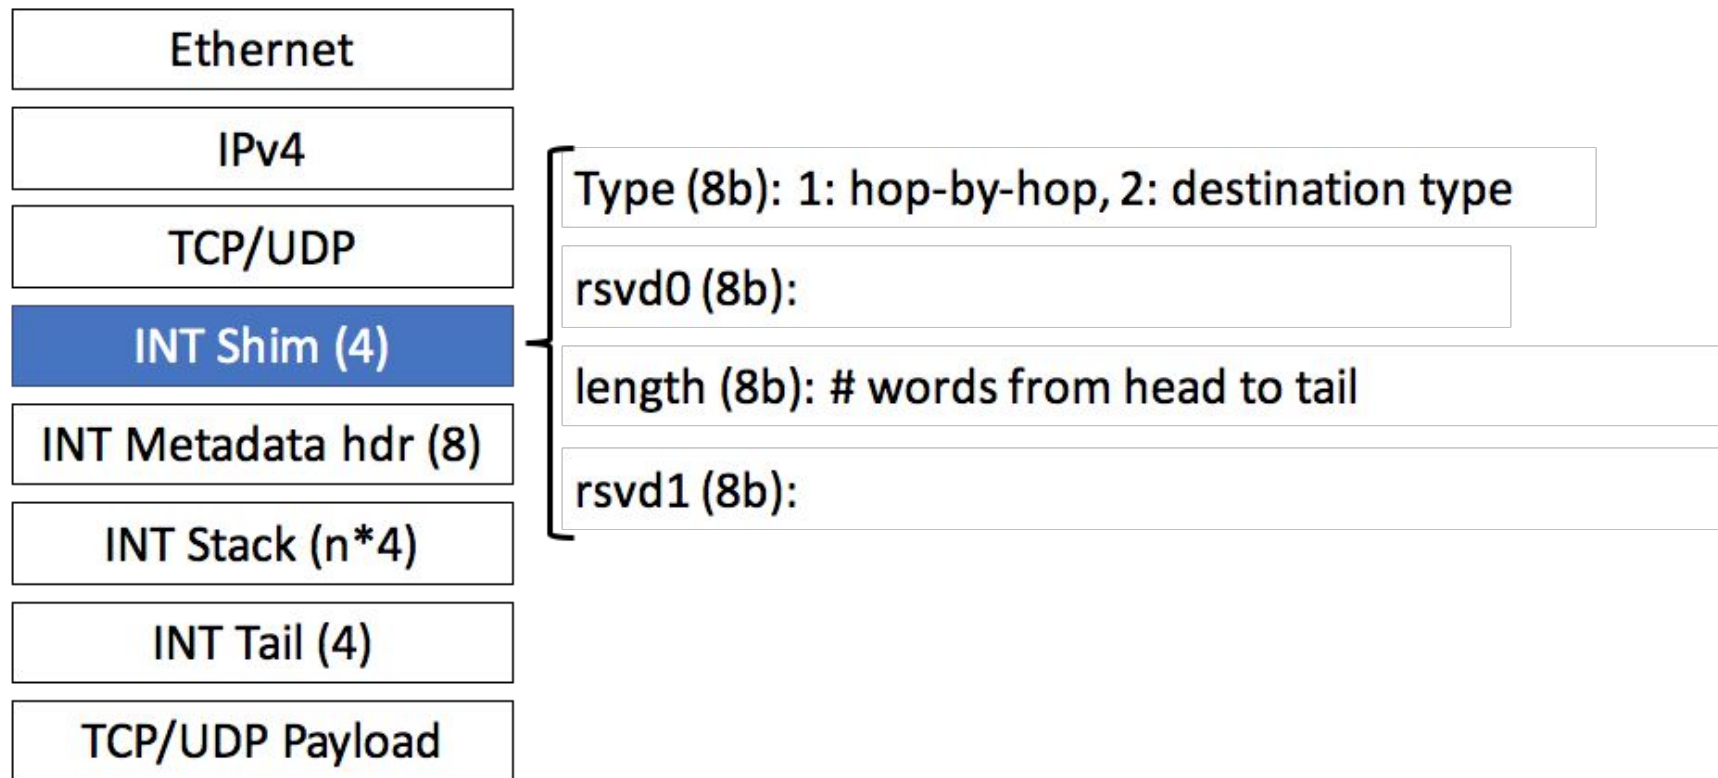 Ethernet
IPv4
TCP/UDP
INT Shim (4)
INT Metadata hdr (8)
INT Stack (n*4)
INT Tail (4)
TCP/UDP Payload
Type (8b): 1: hop-by-hop, 2: destination type
rsvd0 (8b):
length (8b): # words from head to tail
rsvd1 (8b):